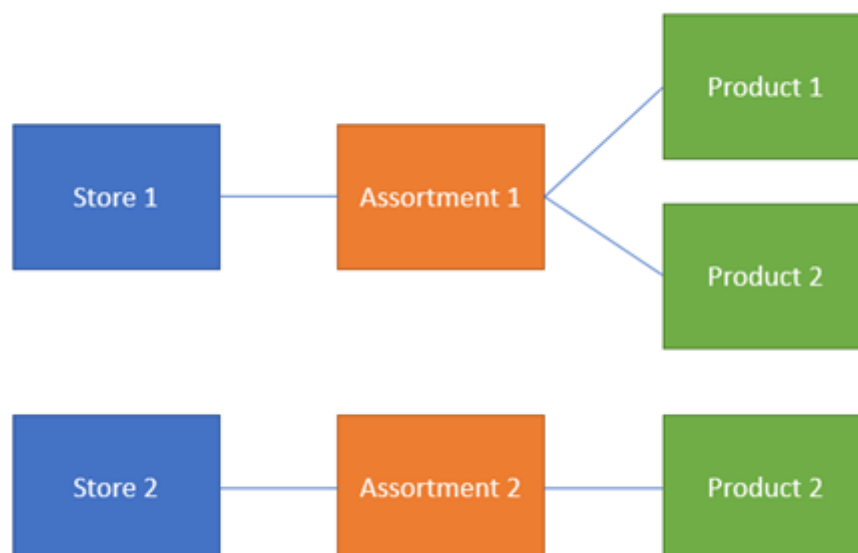 Product 1
Store 1
Assortment 1
Product 2
Store 2
Assortment 2
Product 2